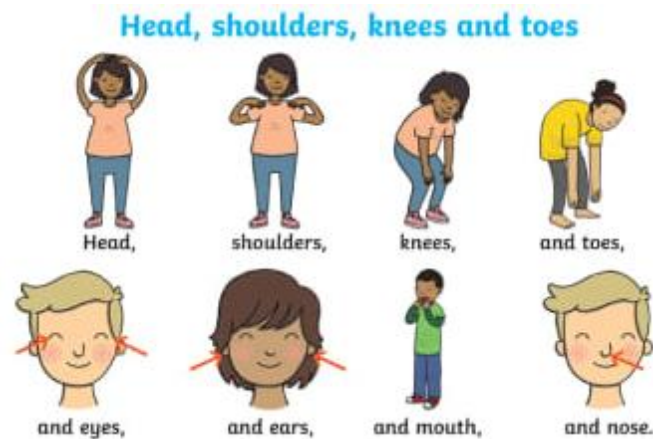 Head, shoulders, knees and toes
Head, shoulders, knees, and toes,
and eyes, and ears, and mouth, and nose.